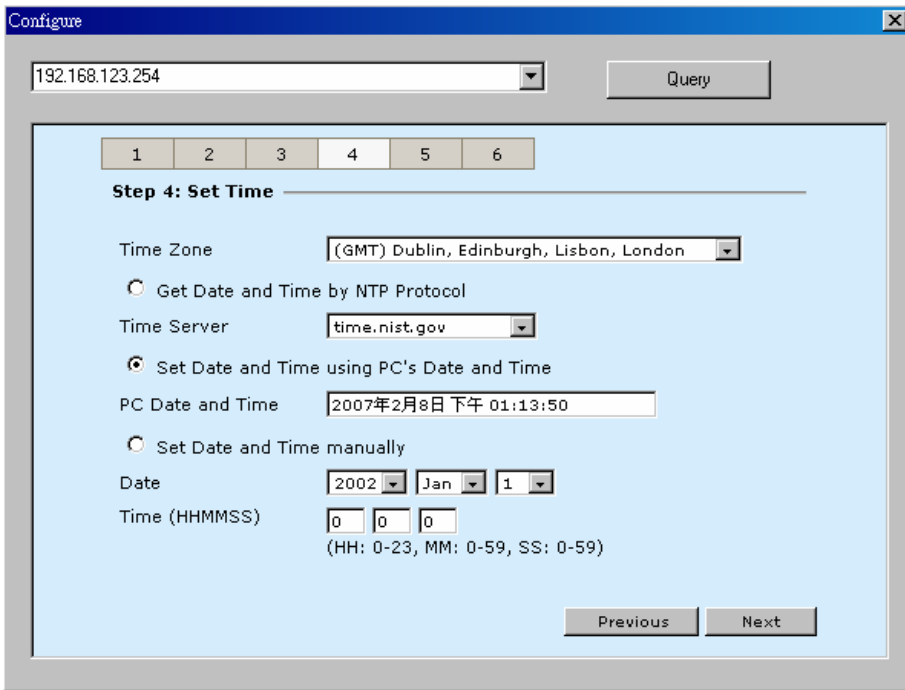 Configure
192.168.123.254
Query
1 2 3 4 5 6
Step 4: Set Time
Time Zone (GMT) Dublin, Edinburgh, Lisbon, London
Get Date and Time by NTP Protocol
Time Server time.nist.gov
Set Date and Time using PC's Date and Time
PC Date and Time 2007年2月8日 下午 01:13:50
Set Date and Time manually
Date 2002 Jan 1
Time (HHMMSS) 0 0 0
(HH: 0-23, MM: 0-59, SS: 0-59)
Previous Next